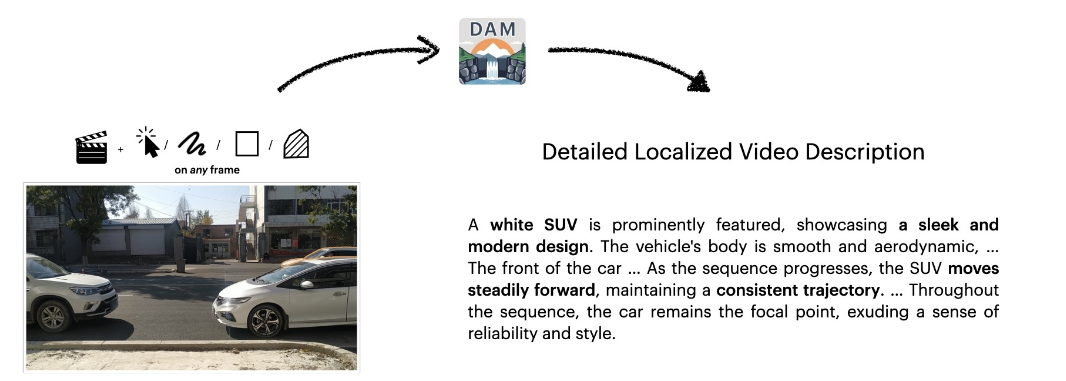 DAM
+ / / /
on any frame
Detailed Localized Video Description
A white SUV is prominently featured, showcasing a sleek and
modern design. The vehicle's body is smooth and aerodynamic, ...
The front of the car ... As the sequence progresses, the SUV moves
steadily forward, maintaining a consistent trajectory. ... Throughout
the sequence, the car remains the focal point, exuding a sense of
reliability and style.